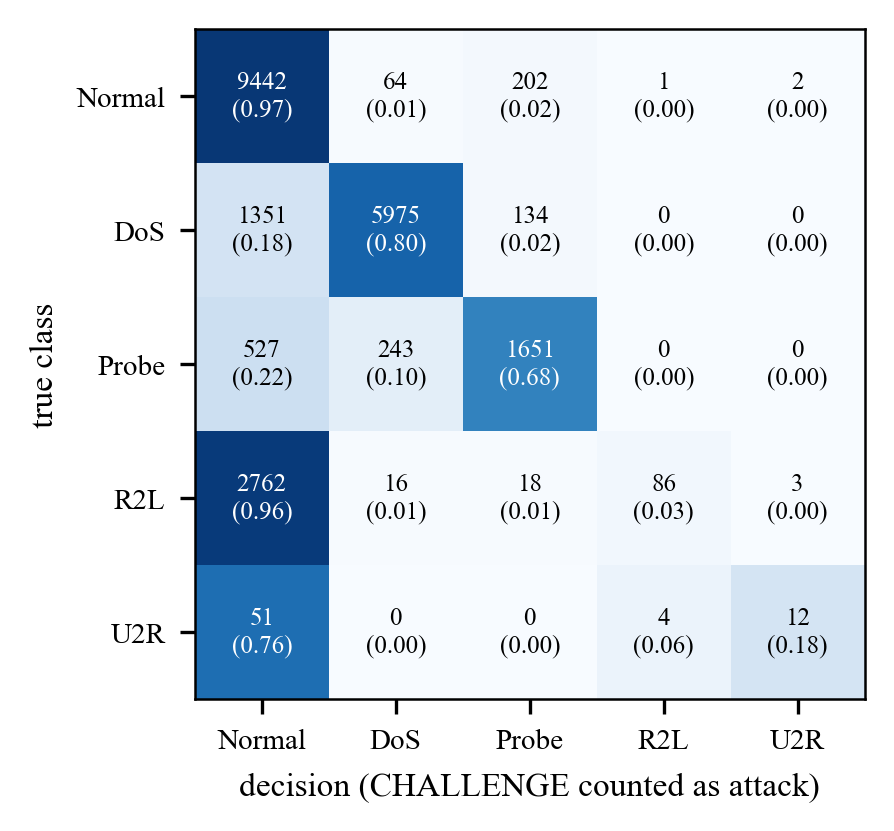 Normal 9442 64 202 1 2
(0.97) (0.01) (0.02) (0.00) (0.00)
DoS 1351 5975 134 0 0
(0.18) (0.80) (0.02) (0.00) (0.00)
Probe 527 243 1651 0 0
(0.22) (0.10) (0.68) (0.00) (0.00)
R2L 2762 16 18 86 3
(0.96) (0.01) (0.01) (0.03) (0.00)
U2R 51 0 0 4 12
(0.76) (0.00) (0.00) (0.06) (0.18)
true class
Normal DoS Probe R2L U2R
decision (CHALLENGE counted as attack)